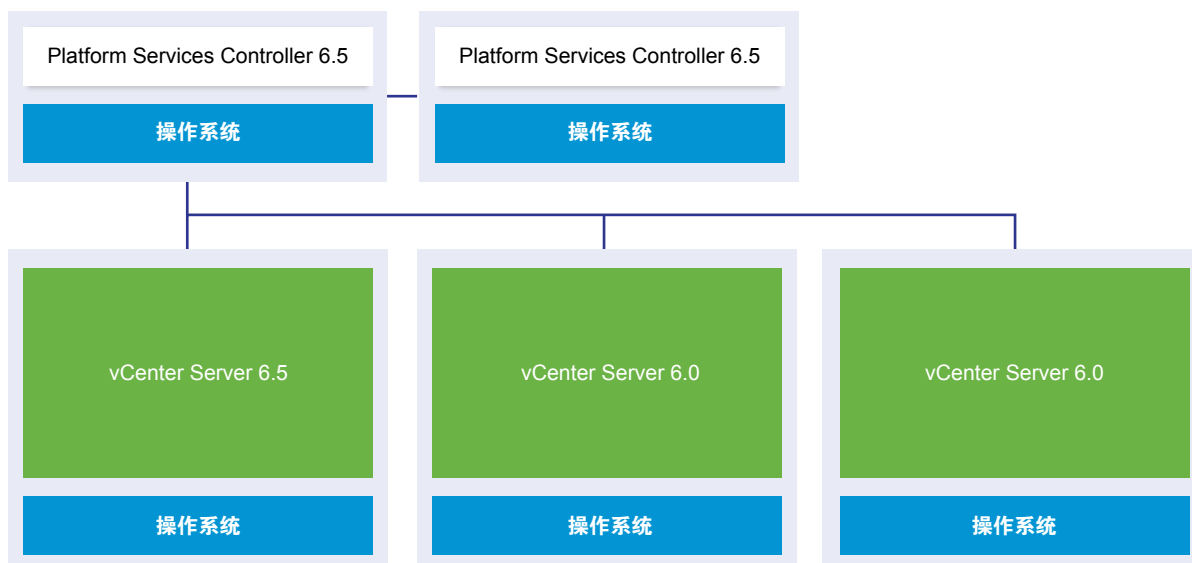 Platform Services Controller 6.5
Platform Services Controller 6.5
操作系统
操作系统
vCenter Server 6.5
vCenter Server 6.0
vCenter Server 6.0
操作系统
操作系统
操作系统